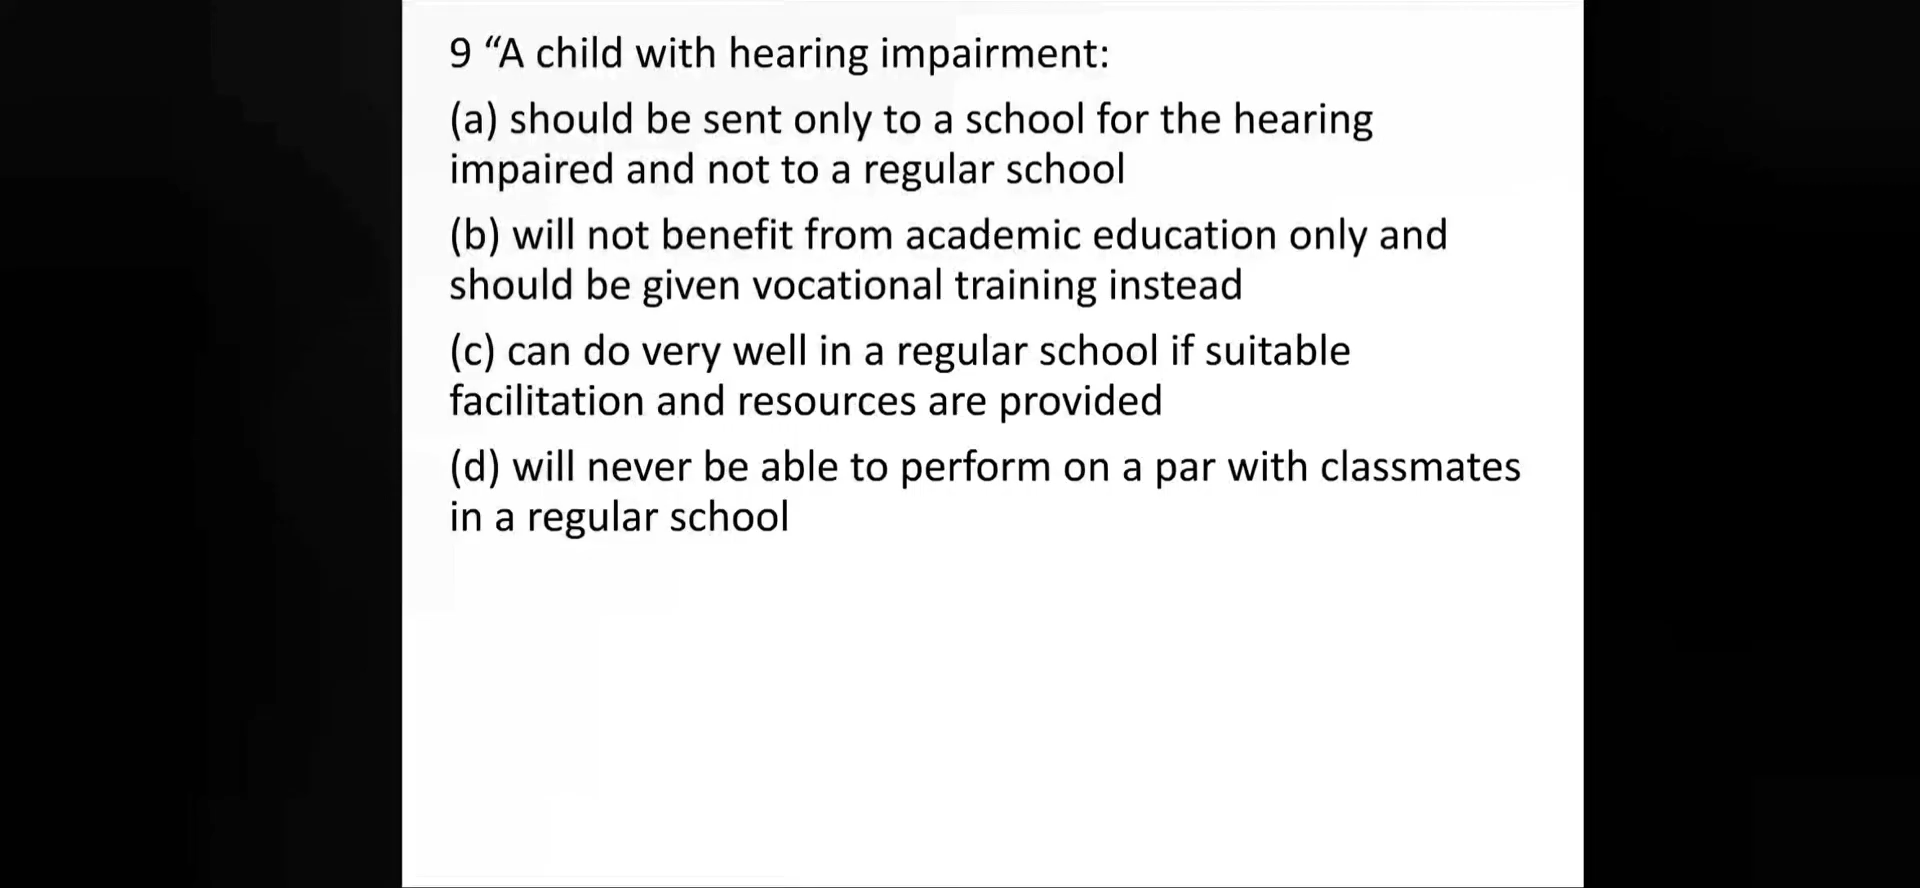 9 “A child with hearing impairment:
(a) should be sent only to a school for the hearing
impaired and not to a regular school
(b) will not benefit from academic education only and
should be given vocational training instead
(c) can do very well in a regular school if suitable
facilitation and resources are provided
(d) will never be able to perform on a par with classmates
in a regular school